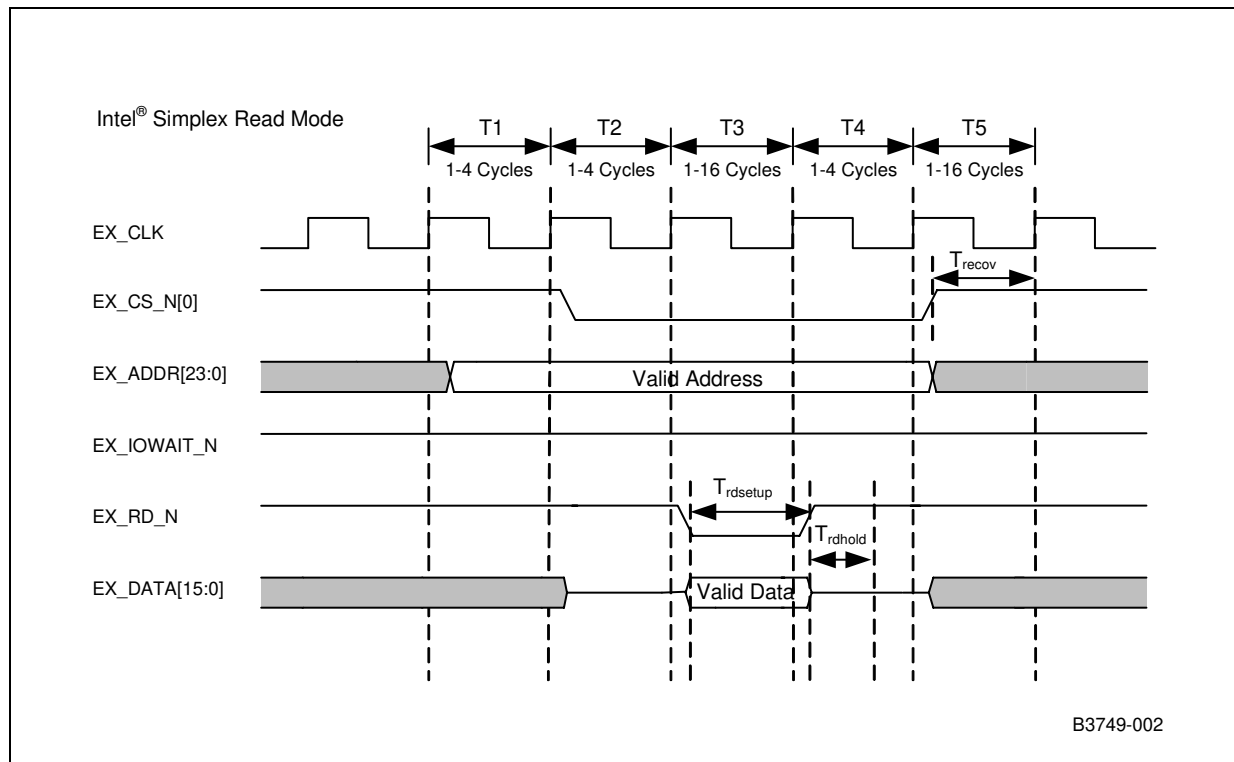 Intel® Simplex Read Mode
T1 T2 T3 T4 T5
1-4 Cycles 1-4 Cycles 1-16 Cycles 1-4 Cycles 1-16 Cycles
EX_CLK
Trecov
EX_CS_N[0]
EX_ADDR[23:0] Valid Address
EX_IOWAIT_N
Trdsetup
EX_RD_N
Trdhold
EX_DATA[15:0] Valid Data
B3749-002